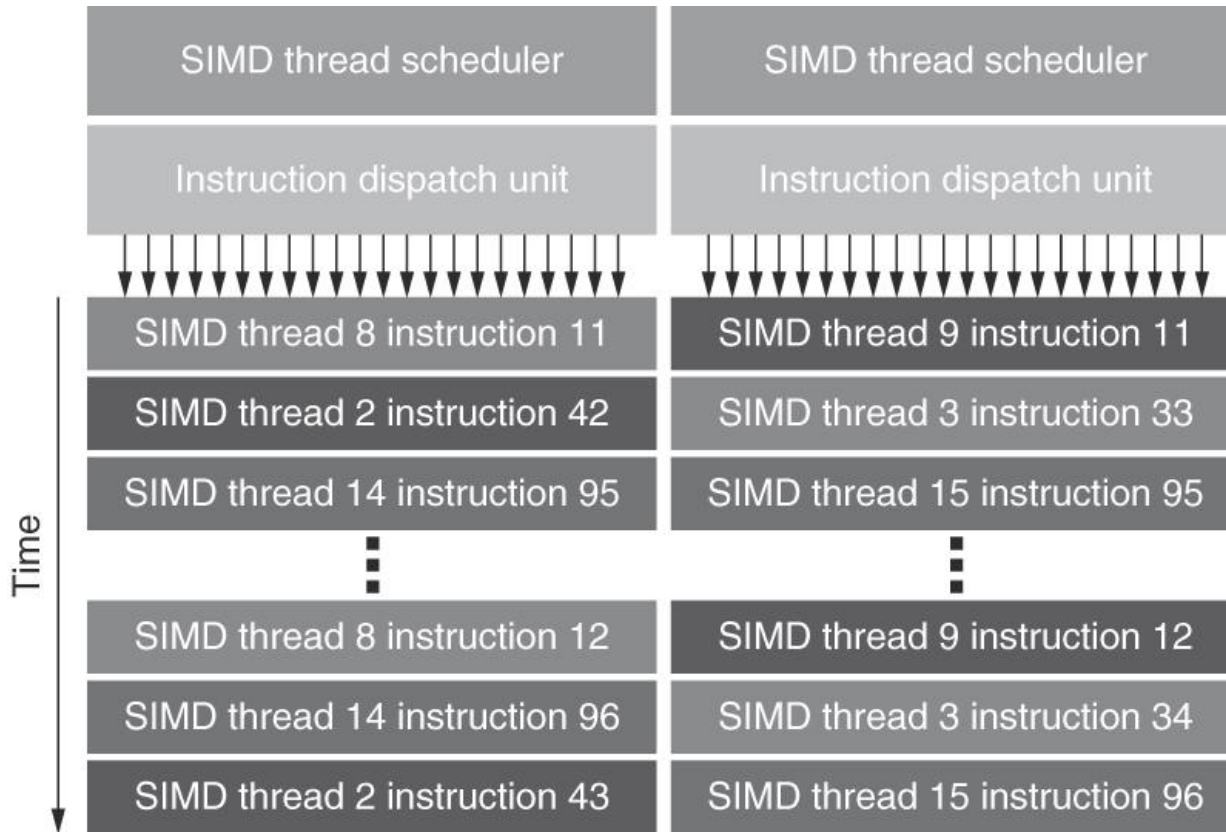 SIMD thread scheduler
SIMD thread scheduler
Instruction dispatch unit
Instruction dispatch unit
Time
SIMD thread 8 instruction 11
SIMD thread 9 instruction 11
SIMD thread 2 instruction 42
SIMD thread 3 instruction 33
SIMD thread 14 instruction 95
SIMD thread 15 instruction 95
SIMD thread 8 instruction 12
SIMD thread 9 instruction 12
SIMD thread 14 instruction 96
SIMD thread 3 instruction 34
SIMD thread 2 instruction 43
SIMD thread 15 instruction 96